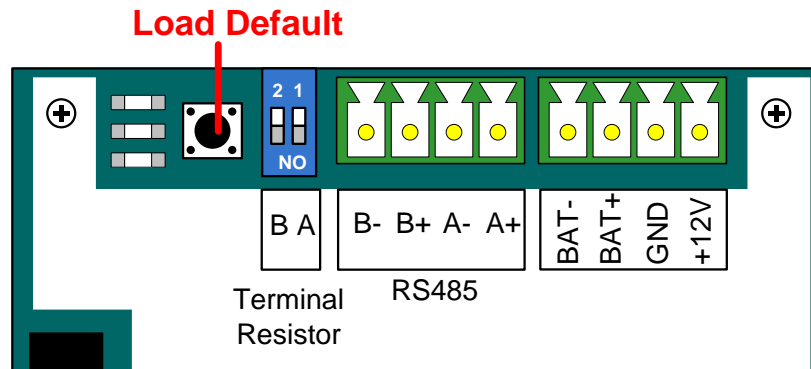 Load Default
2 1
NO
B A
B- B+ A- A+
BAT-
BAT+
GND
+12V
Terminal
Resistor
RS485